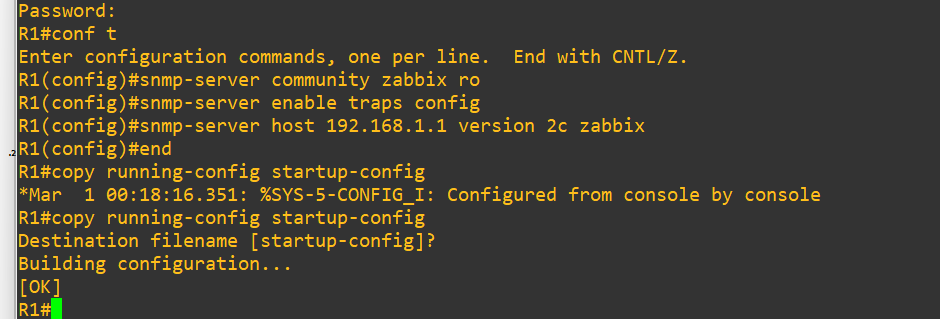 Password:
R1#conf t
Enter configuration commands, one per line.  End with CNTL/Z.
R1(config)#snmp-server community zabbix ro
R1(config)#snmp-server enable traps config
R1(config)#snmp-server host 192.168.1.1 version 2c zabbix
.2
R1(config)#end
R1#copy running-config startup-config
*Mar  1 00:18:16.351: %SYS-5-CONFIG_I: Configured from console by console
R1#copy running-config startup-config
Destination filename [startup-config]?
Building configuration...
[OK]
R1#